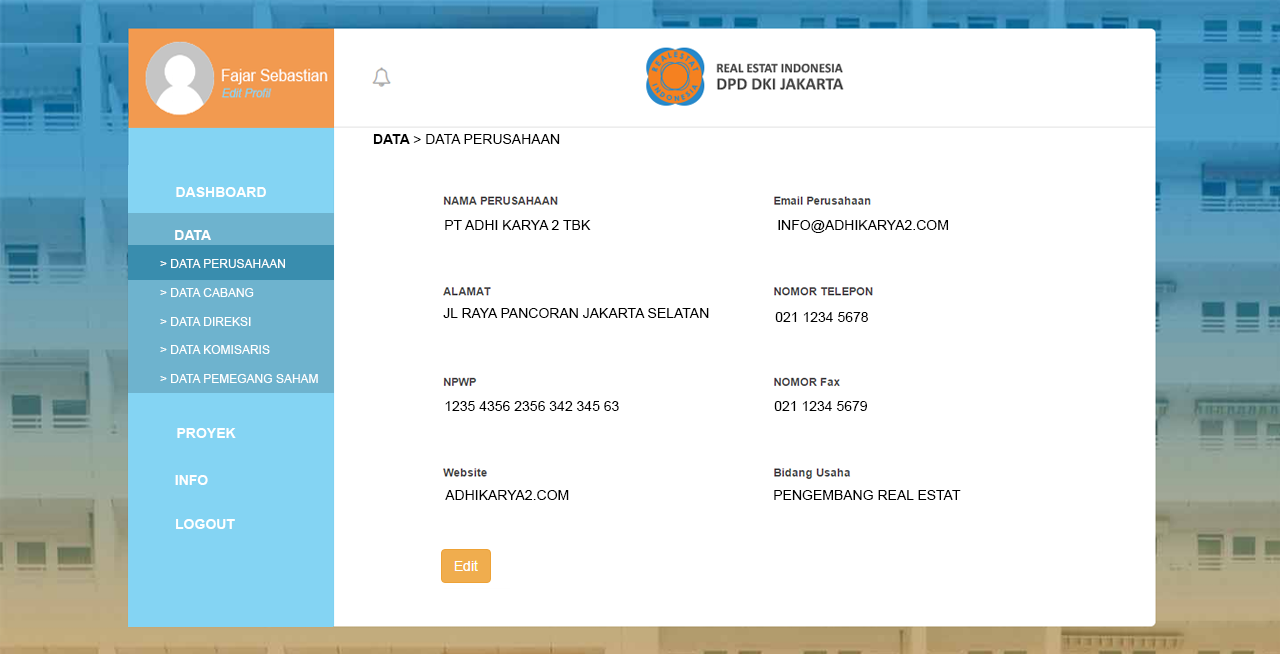 Fajar Sebastian
Edit Profil
REAL ESTAT INDONESIA
REAL ESTAT INDONESIA
DPD DKI JAKARTA
DATA > DATA PERUSAHAAN
DASHBOARD
DATA
> DATA PERUSAHAAN
> DATA CABANG
> DATA DIREKSI
> DATA KOMISARIS
> DATA PEMEGANG SAHAM
PROYEK
INFO
LOGOUT
NAMA PERUSAHAAN
PT ADHI KARYA 2 TBK
Email Perusahaan
INFO@ADHIKARYA2.COM
ALAMAT
JL RAYA PANCORAN JAKARTA SELATAN
NOMOR TELEPON
021 1234 5678
NPWP
1235 4356 2356 342 345 63
NOMOR Fax
021 1234 5679
Website
ADHIKARYA2.COM
Bidang Usaha
PENGEMBANG REAL ESTAT
Edit